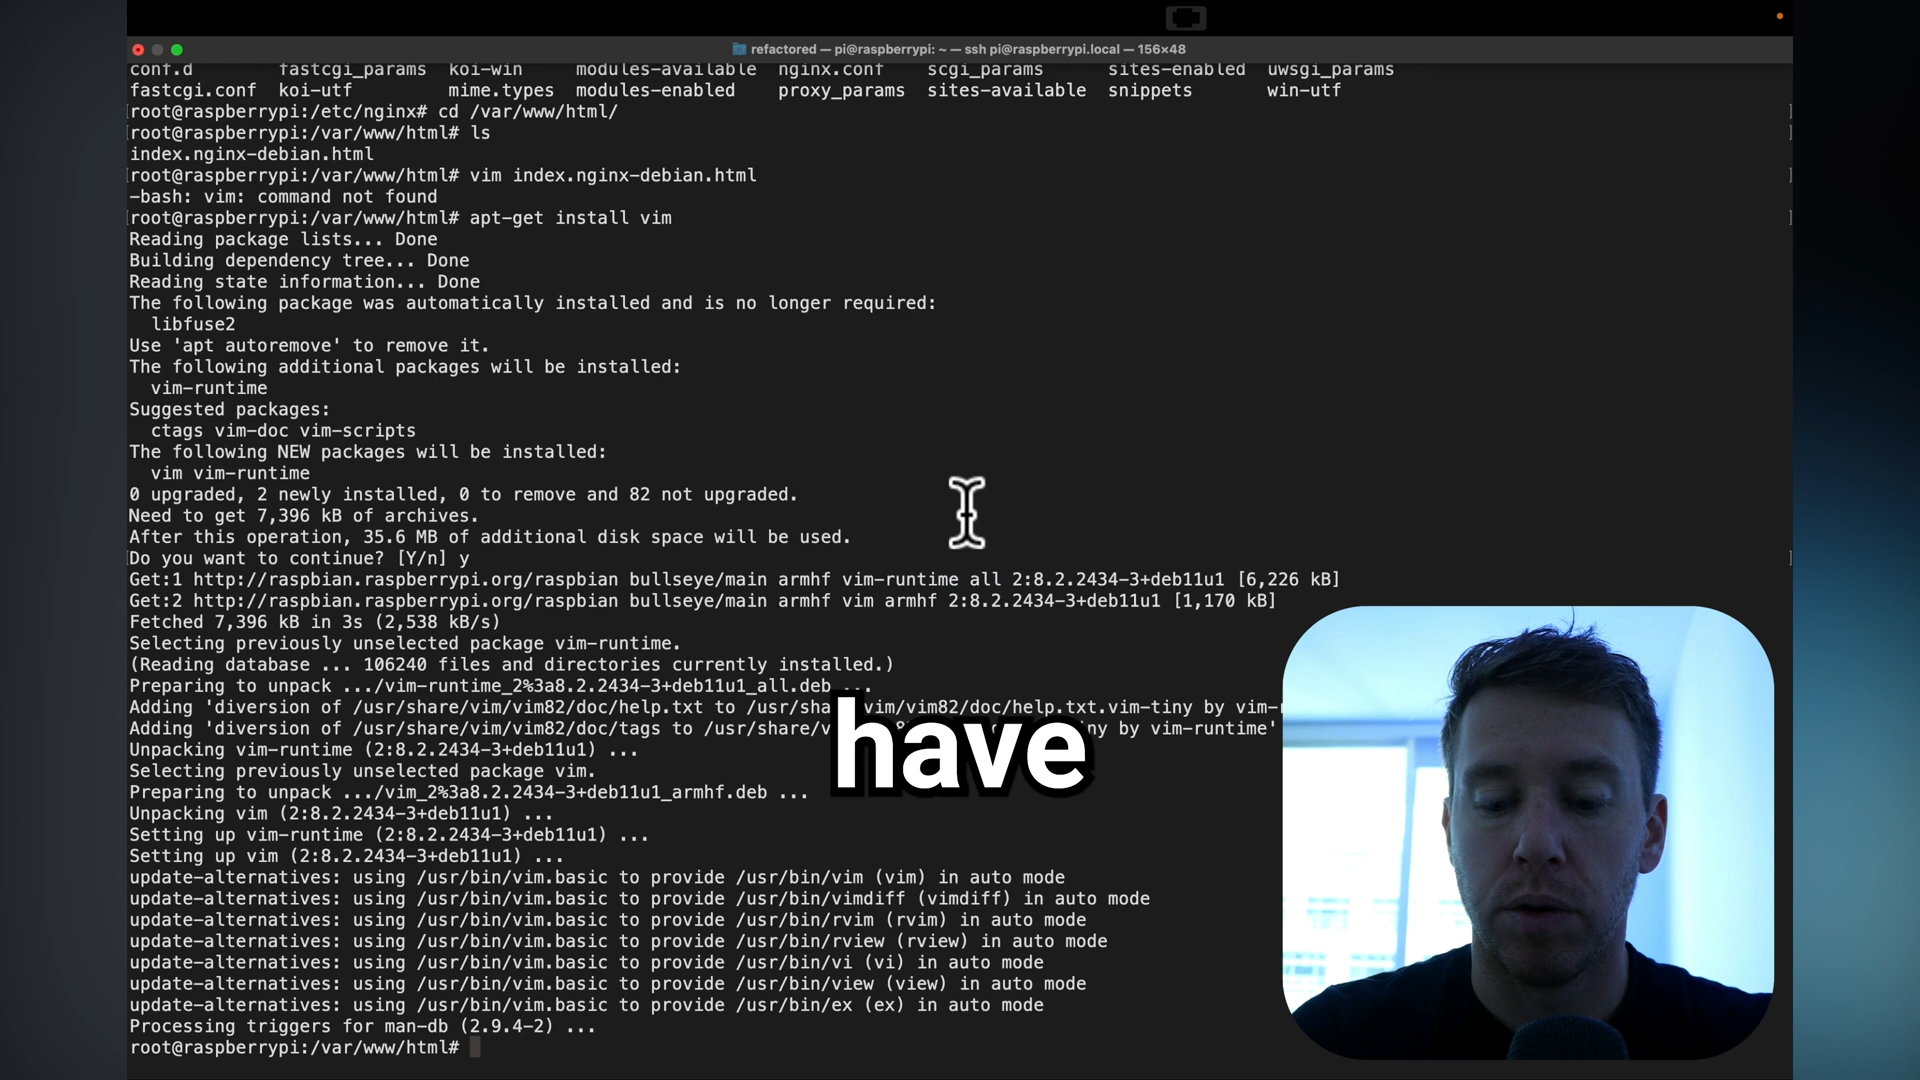 refactored — pi@raspberrypi: ~ — ssh pi@raspberrypi.local — 156×48
conf.d fastcgi_params koi-win modules-available nginx.conf scgi_params sites-enabled uwsgi_params
fastcgi.conf koi-utf mime.types modules-enabled proxy_params sites-available snippets win-utf
[root@raspberrypi:/etc/nginx# cd /var/www/html/ ]
[root@raspberrypi:/var/www/html# ls ]
index.nginx-debian.html
[root@raspberrypi:/var/www/html# vim index.nginx-debian.html ]
-bash: vim: command not found
[root@raspberrypi:/var/www/html# apt-get install vim ]
Reading package lists... Done
Building dependency tree... Done
Reading state information... Done
The following package was automatically installed and is no longer required:
libfuse2
Use 'apt autoremove' to remove it.
The following additional packages will be installed:
vim-runtime
Suggested packages:
ctags vim-doc vim-scripts
The following NEW packages will be installed:
vim vim-runtime
0 upgraded, 2 newly installed, 0 to remove and 82 not upgraded.
Need to get 7,396 kB of archives.
After this operation, 35.6 MB of additional disk space will be used.
[Do you want to continue? [Y/n] y ]
Get:1 http://raspbian.raspberrypi.org/raspbian bullseye/main armhf vim-runtime all 2:8.2.2434-3+deb11u1 [6,226 kB]
Get:2 http://raspbian.raspberrypi.org/raspbian bullseye/main armhf vim armhf 2:8.2.2434-3+deb11u1 [1,170 kB]
Fetched 7,396 kB in 3s (2,538 kB/s)
Selecting previously unselected package vim-runtime.
(Reading database ... 106240 files and directories currently installed.)
Preparing to unpack .../vim-runtime_2%3a8.2.2434-3+deb11u1_all.deb ...
Adding 'diversion of /usr/share/vim/vim82/doc/help.txt to /usr/sha vim/vim82/doc/help.txt.vim-tiny by vim-
Adding 'diversion of /usr/share/vim/vim82/doc/tags to /usr/share/v ny by vim-runtime'
have
Unpacking vim-runtime (2:8.2.2434-3+deb11u1) ...
Selecting previously unselected package vim.
Preparing to unpack .../vim_2%3a8.2.2434-3+deb11u1_armhf.deb ...
Unpacking vim (2:8.2.2434-3+deb11u1) ...
Setting up vim-runtime (2:8.2.2434-3+deb11u1) ...
Setting up vim (2:8.2.2434-3+deb11u1) ...
update-alternatives: using /usr/bin/vim.basic to provide /usr/bin/vim (vim) in auto mode
update-alternatives: using /usr/bin/vim.basic to provide /usr/bin/vimdiff (vimdiff) in auto mode
update-alternatives: using /usr/bin/vim.basic to provide /usr/bin/rvim (rvim) in auto mode
update-alternatives: using /usr/bin/vim.basic to provide /usr/bin/rview (rview) in auto mode
update-alternatives: using /usr/bin/vim.basic to provide /usr/bin/vi (vi) in auto mode
update-alternatives: using /usr/bin/vim.basic to provide /usr/bin/view (view) in auto mode
update-alternatives: using /usr/bin/vim.basic to provide /usr/bin/ex (ex) in auto mode
Processing triggers for man-db (2.9.4-2) ...
root@raspberrypi:/var/www/html#